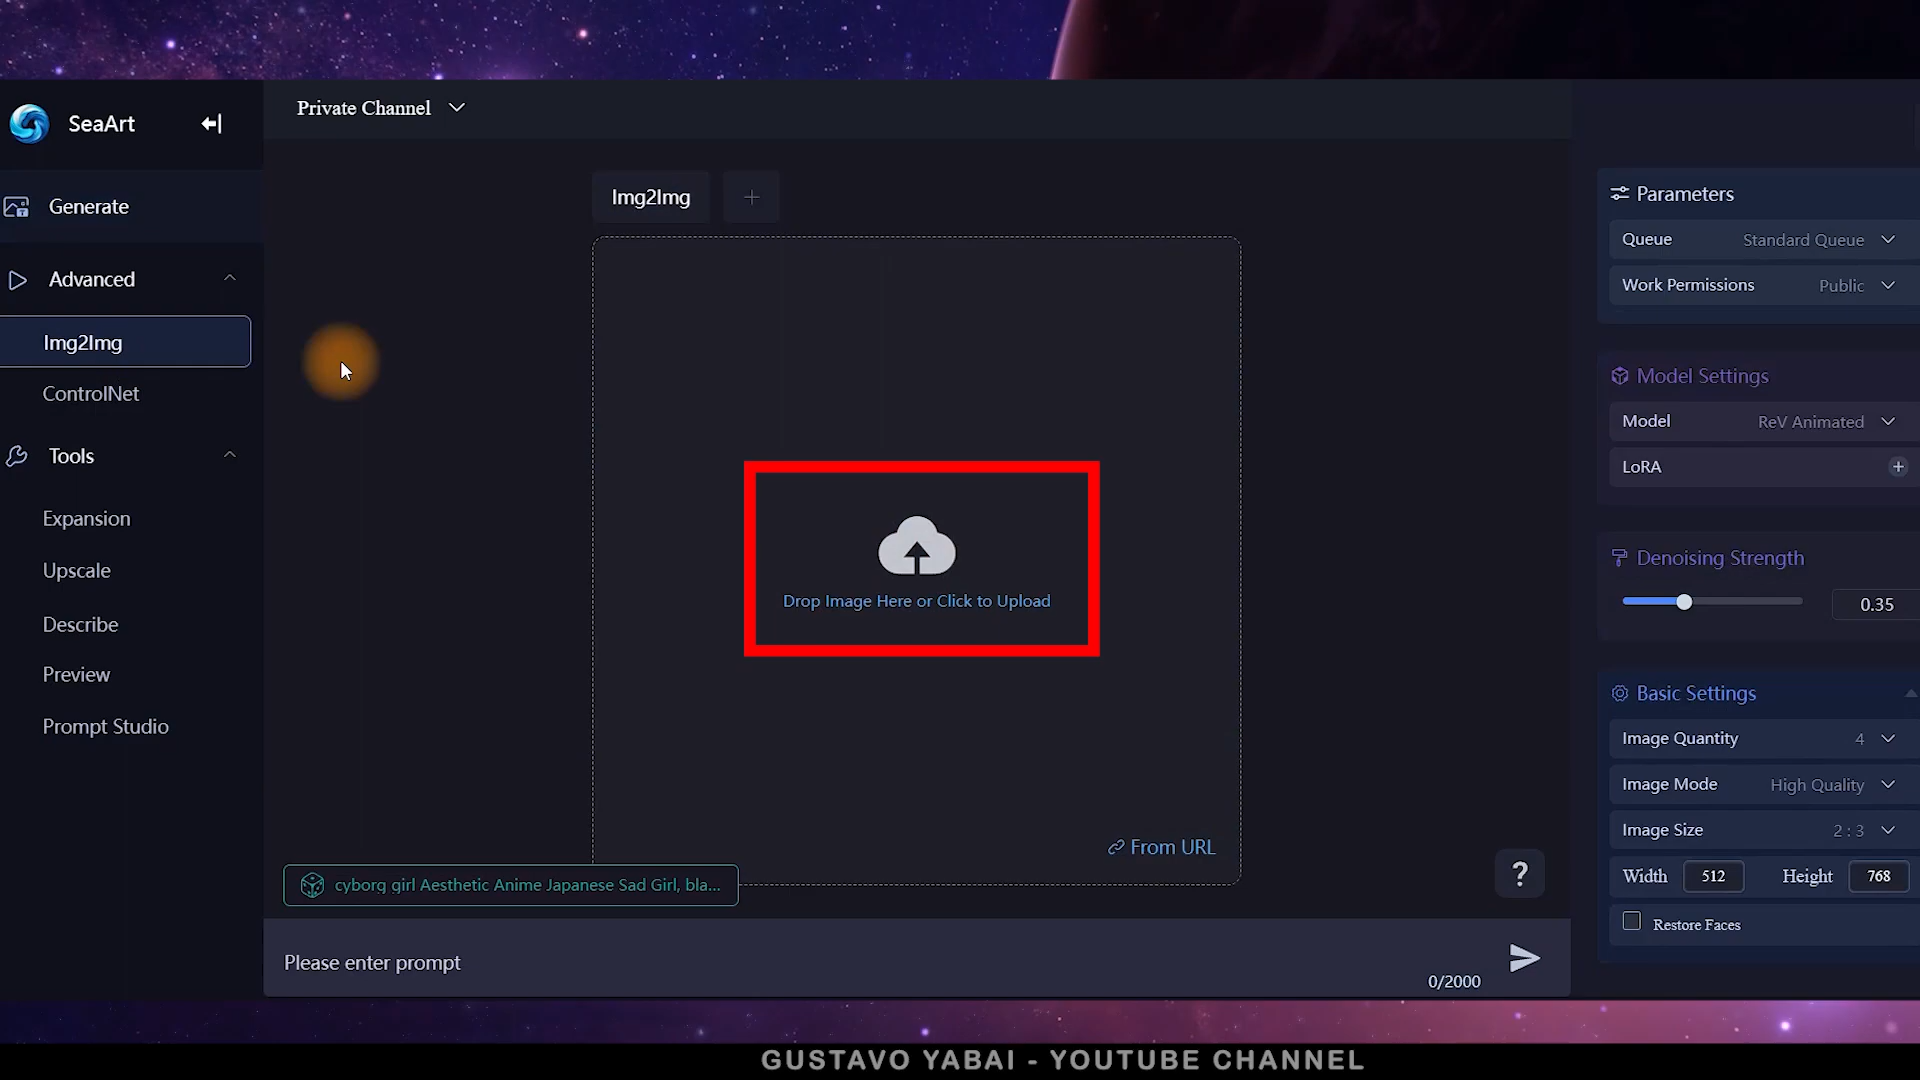 SeaArt
Private Channel
Generate
Advanced
Img2Img
ControlNet
Tools
Expansion
Upscale
Describe
Preview
Prompt Studio
Img2Img
Drop Image Here or Click to Upload
From URL
?
cyborg girl Aesthetic Anime Japanese Sad Girl, bla...
Please enter prompt
0/2000
Parameters
Queue Standard Queue
Work Permissions Public
Model Settings
Model ReV Animated
LoRA
Denoising Strength
0.35
Basic Settings
Image Quantity 4
Image Mode High Quality
Image Size 2 : 3
Width 512 Height 768
Restore Faces
GUSTAVO YABAI - YOUTUBE CHANNEL